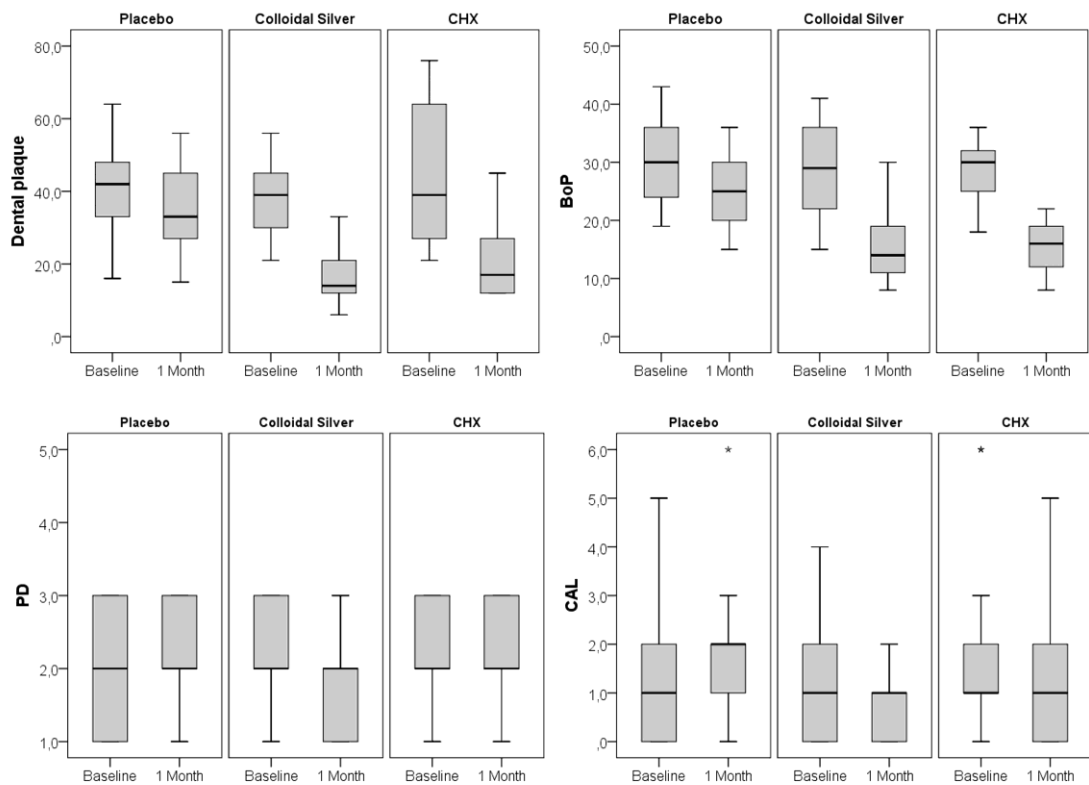 Placebo Colloidal Silver CHX
80,0
60,0
40,0
20,0
,0
Dental plaque
Baseline 1 Month Baseline 1 Month Baseline 1 Month
Placebo Colloidal Silver CHX
50,0
40,0
30,0
20,0
10,0
,0
BoP
Baseline 1 Month Baseline 1 Month Baseline 1 Month
Placebo Colloidal Silver CHX
5,0
4,0
3,0
2,0
1,0
PD
Baseline 1 Month Baseline 1 Month Baseline 1 Month
Placebo Colloidal Silver CHX
6,0
5,0
4,0
3,0
2,0
1,0
,0
CAL
Baseline 1 Month Baseline 1 Month Baseline 1 Month